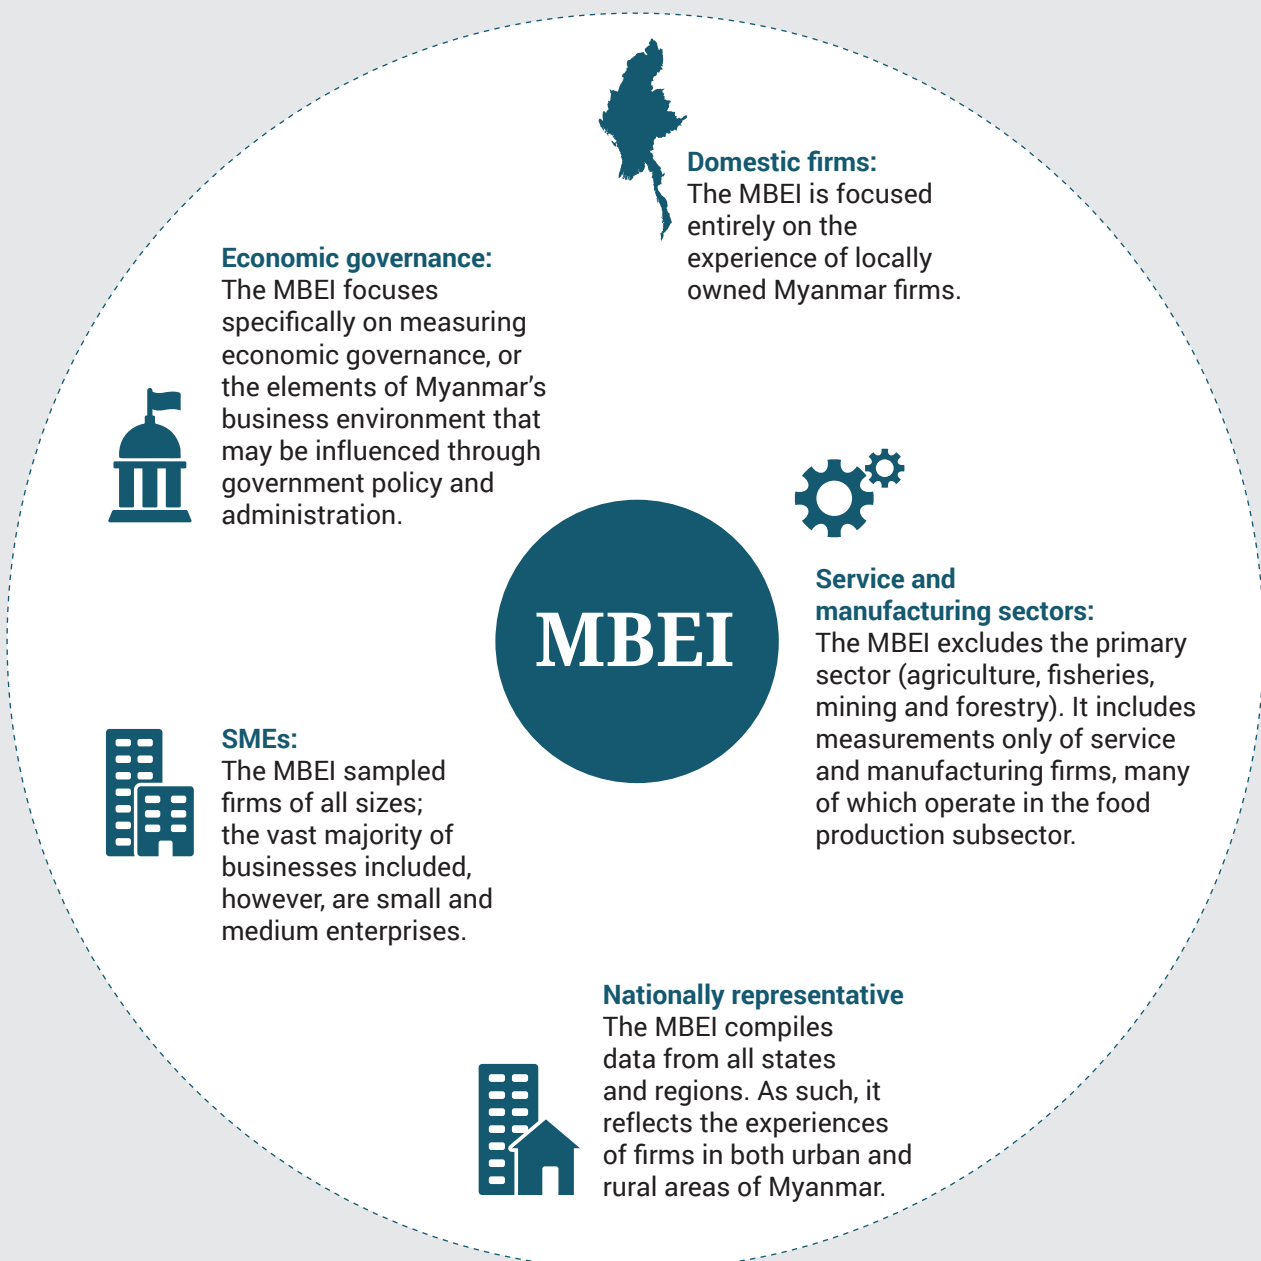 Domestic firms:
The MBEI is focused
entirely on the
experience of locally
owned Myanmar firms.
Economic governance:
The MBEI focuses
specifically on measuring
economic governance, or
the elements of Myanmar’s
business environment that
may be influenced through
government policy and
administration.
MBEI
Service and
manufacturing sectors:
The MBEI excludes the primary
sector (agriculture, fisheries,
mining and forestry). It includes
measurements only of service
and manufacturing firms, many
of which operate in the food
production subsector.
SMEs:
The MBEI sampled
firms of all sizes;
the vast majority of
businesses included,
however, are small and
medium enterprises.
Nationally representative
The MBEI compiles
data from all states
and regions. As such, it
reflects the experiences
of firms in both urban and
rural areas of Myanmar.